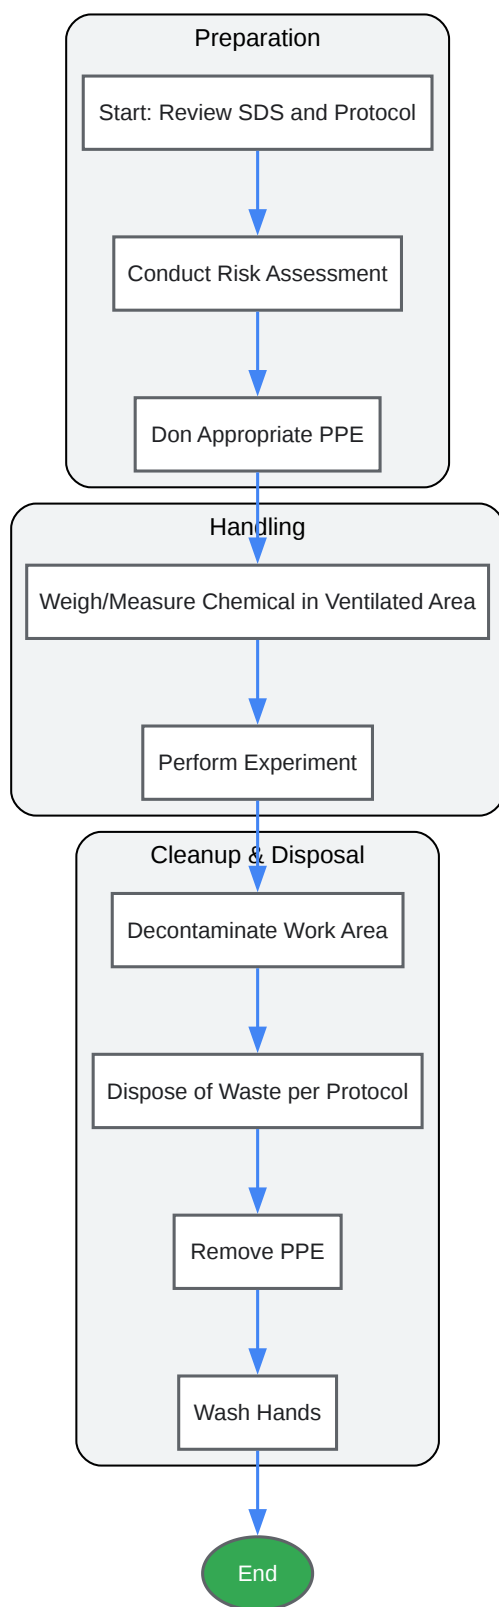 Preparation
Start: Review SDS and Protocol
Conduct Risk Assessment
Don Appropriate PPE
Handling
Weigh/Measure Chemical in Ventilated Area
Perform Experiment
Cleanup & Disposal
Decontaminate Work Area
Dispose of Waste per Protocol
Remove PPE
Wash Hands
End